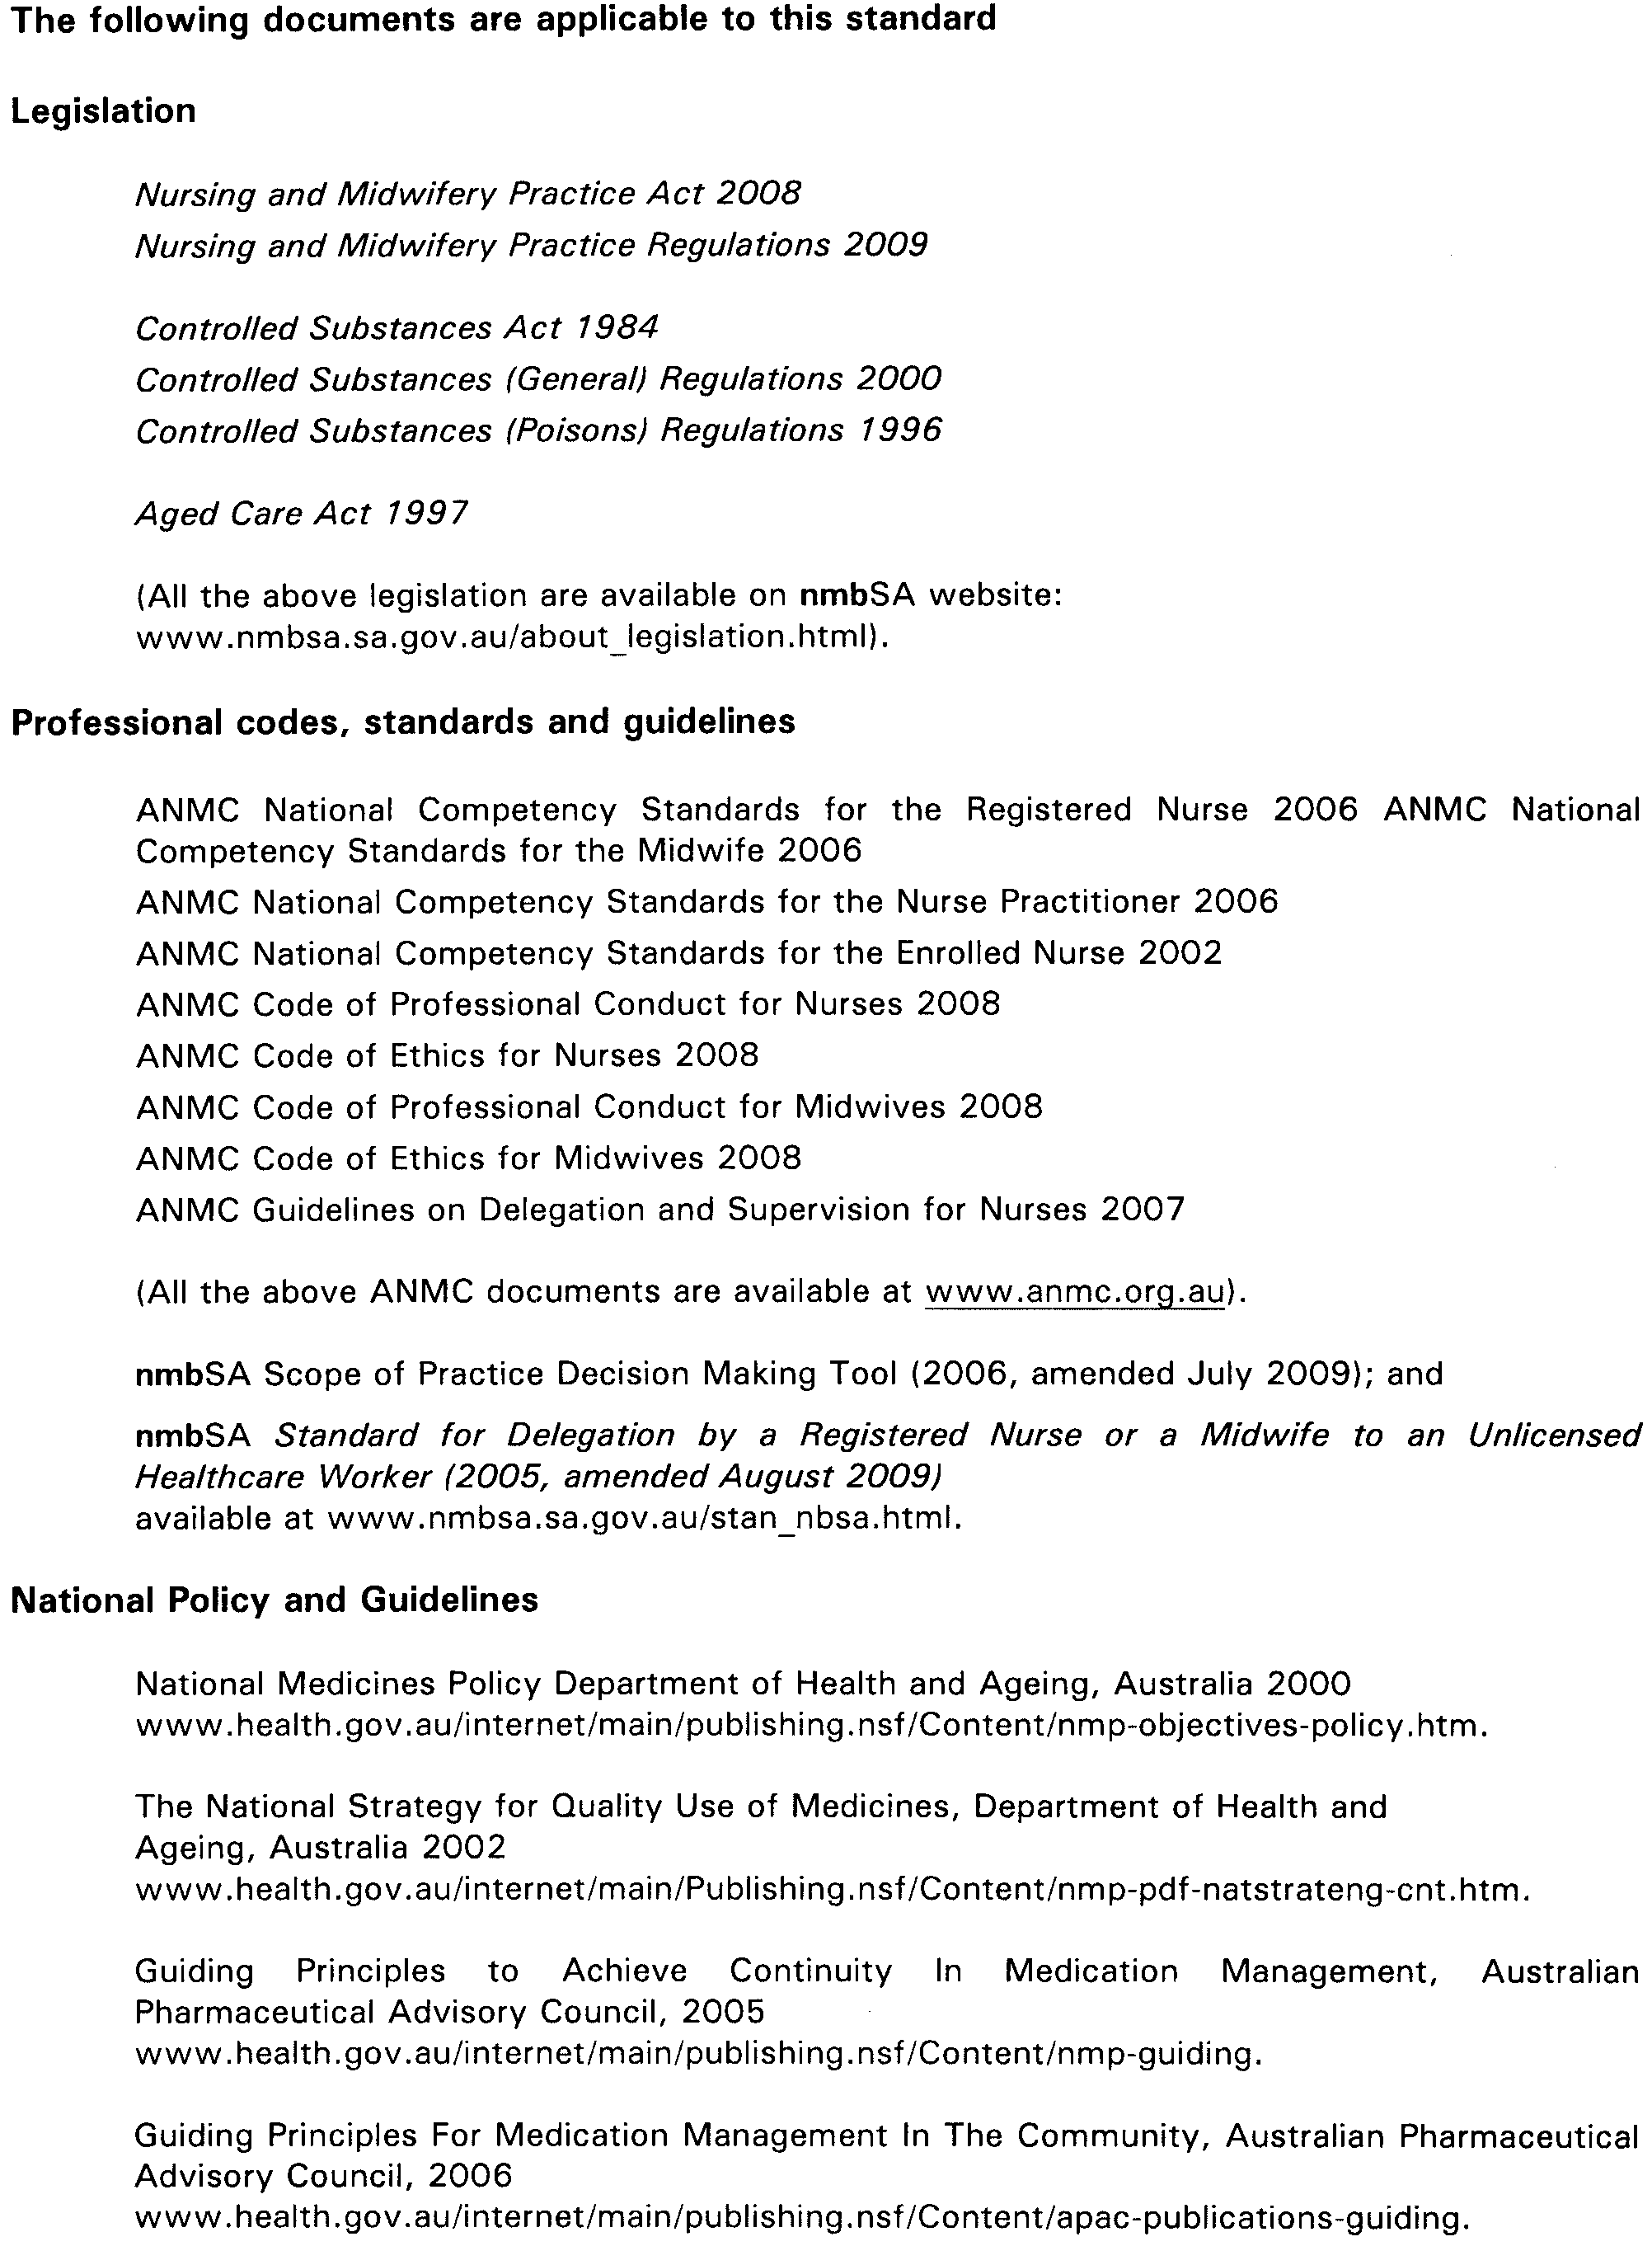 The following documents are applicable to this standard
Legislation
Nursing and Midwifery Practice Act 2008
Nursing and Midwifery Practice Regulations 2009
Controlled Substances Act 1984
Controlled Substances (General) Regulations 2000
Controlled Substances (Poisons) Regulations 1996
Aged Care Act 1997
(All the above legislation are available on nmbSA website:
www.nmbsa.sa.gov.au/about_legislation.html).
Professional codes, standards and guidelines
ANMC National Competency Standards for the Registered Nurse 2006 ANMC National
Competency Standards for the Midwife 2006
ANMC National Competency Standards for the Nurse Practitioner 2006
ANMC National Competency Standards for the Enrolled Nurse 2002
ANMC Code of Professional Conduct for Nurses 2008
ANMC Code of Ethics for Nurses 2008
ANMC Code of Professional Conduct for Midwives 2008
ANMC Code of Ethics for Midwives 2008
ANMC Guidelines on Delegation and Supervision for Nurses 2007
(All the above ANMC documents are available at www.anmc.org.au).
nmbSA Scope of Practice Decision Making Tool (2006, amended July 2009); and
nmbSA Standard for Delegation by a Registered Nurse or a Midwife to an Unlicensed
Healthcare Worker (2005, amended August 2009)
available at www.nmbsa.sa.gov.au/stan_nbsa.html.
National Policy and Guidelines
National Medicines Policy Department of Health and Ageing, Australia 2000
www.health.gov.au/internet/main/publishing.nsf/Content/nmp-objectives-policy.htm.
The National Strategy for Quality Use of Medicines, Department of Health and
Ageing, Australia 2002
www.health.gov.au/internet/main/Publishing.nsf/Content/nmp-pdf-natstrateng-cnt.htm.
Guiding Principles to Achieve Continuity In Medication Management, Australian
Pharmaceutical Advisory Council, 2005
www.health.gov.au/internet/main/publishing.nsf/Content/nmp-guiding.
Guiding Principles For Medication Management In The Community, Australian Pharmaceutical
Advisory Council, 2006
www.health.gov.au/internet/main/publishing.nsf/Content/apac-publications-guiding.